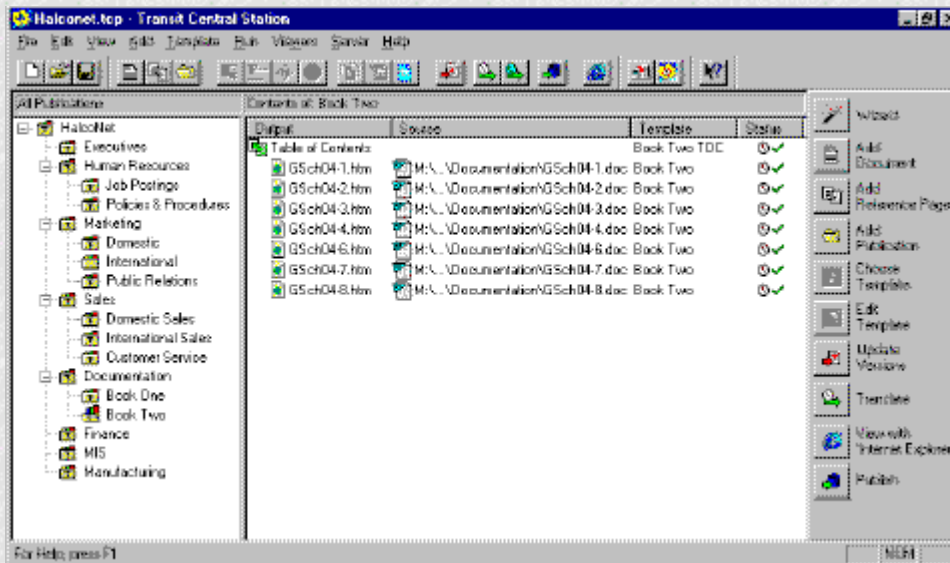 Halconet.tcp - Transit Central Station
File Edit View Add Template Run Viewers Server Help
All Publications
Contents of: Book Two
HalcoNet
Executives
Human Resources
Job Postings
Policies & Procedures
Marketing
Domestic
International
Public Relations
Sales
Domestic Sales
International Sales
Customer Service
Documentation
Book One
Book Two
Finance
MIS
Manufacturing
Output Source Template Status
Table of Contents Book Two TOC
GSch04-1.htm M:\...\Documentation\GSch04-1.doc Book Two
GSch04-2.htm M:\...\Documentation\GSch04-2.doc Book Two
GSch04-3.htm M:\...\Documentation\GSch04-3.doc Book Two
GSch04-4.htm M:\...\Documentation\GSch04-4.doc Book Two
GSch04-6.htm M:\...\Documentation\GSch04-6.doc Book Two
GSch04-7.htm M:\...\Documentation\GSch04-7.doc Book Two
GSch04-8.htm M:\...\Documentation\GSch04-8.doc Book Two
Wizard
Add
Document
Add
Reference Page
Add
Publication
Choose
Template
Edit
Template
Update
Versions
Translate
View with
'Internet Explorer
Publish
For Help, press F1
NUM